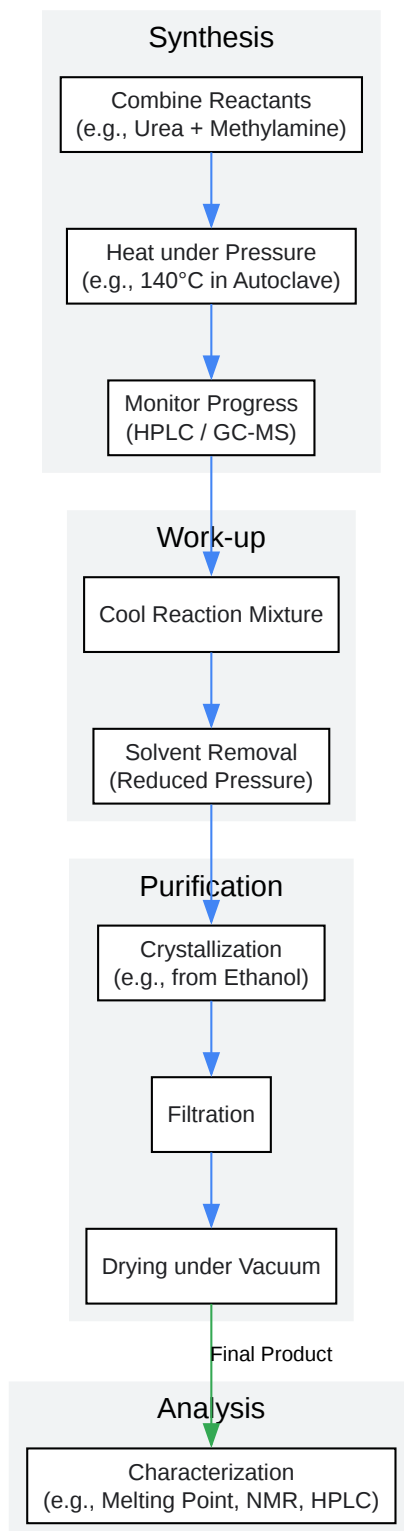 Synthesis
Combine Reactants
(e.g., Urea + Methylamine)
Heat under Pressure
(e.g., 140°C in Autoclave)
Monitor Progress
(HPLC / GC-MS)
Work-up
Cool Reaction Mixture
Solvent Removal
(Reduced Pressure)
Purification
Crystallization
(e.g., from Ethanol)
Filtration
Drying under Vacuum
Final Product
Analysis
Characterization
(e.g., Melting Point, NMR, HPLC)